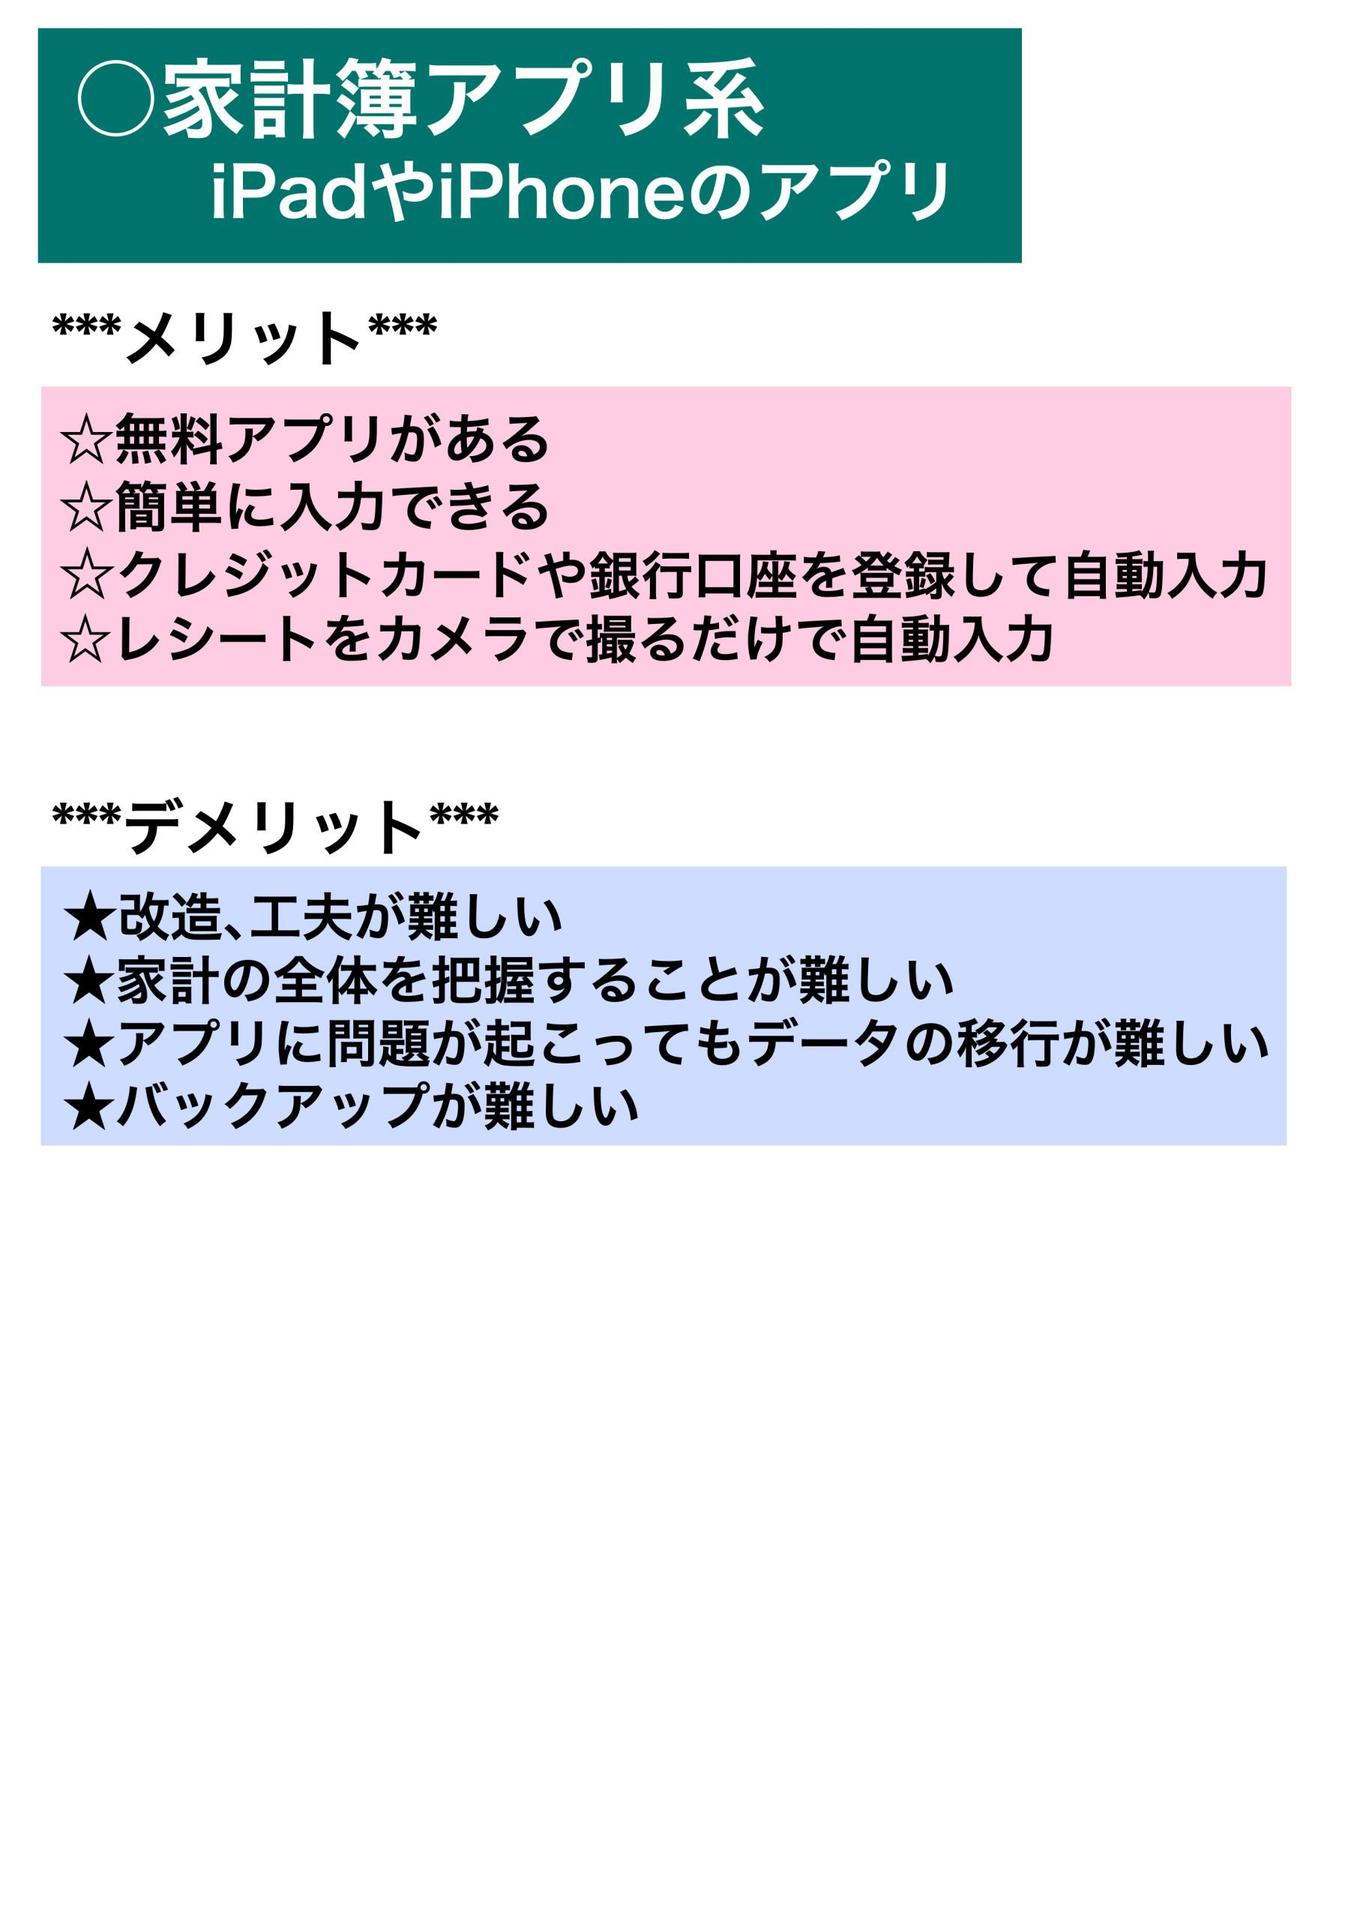 ◯家計簿アプリ系
iPadやiPhoneのアプリ
***メリット***
☆無料アプリがある
☆簡単に入力できる
☆クレジットカードや銀行口座を登録して自動入力
☆レシートをカメラで撮るだけで自動入力
***デメリット***
★改造、工夫が難しい
★家計の全体を把握することが難しい
★アプリに問題が起こってもデータの移行が難しい
★バックアップが難しい